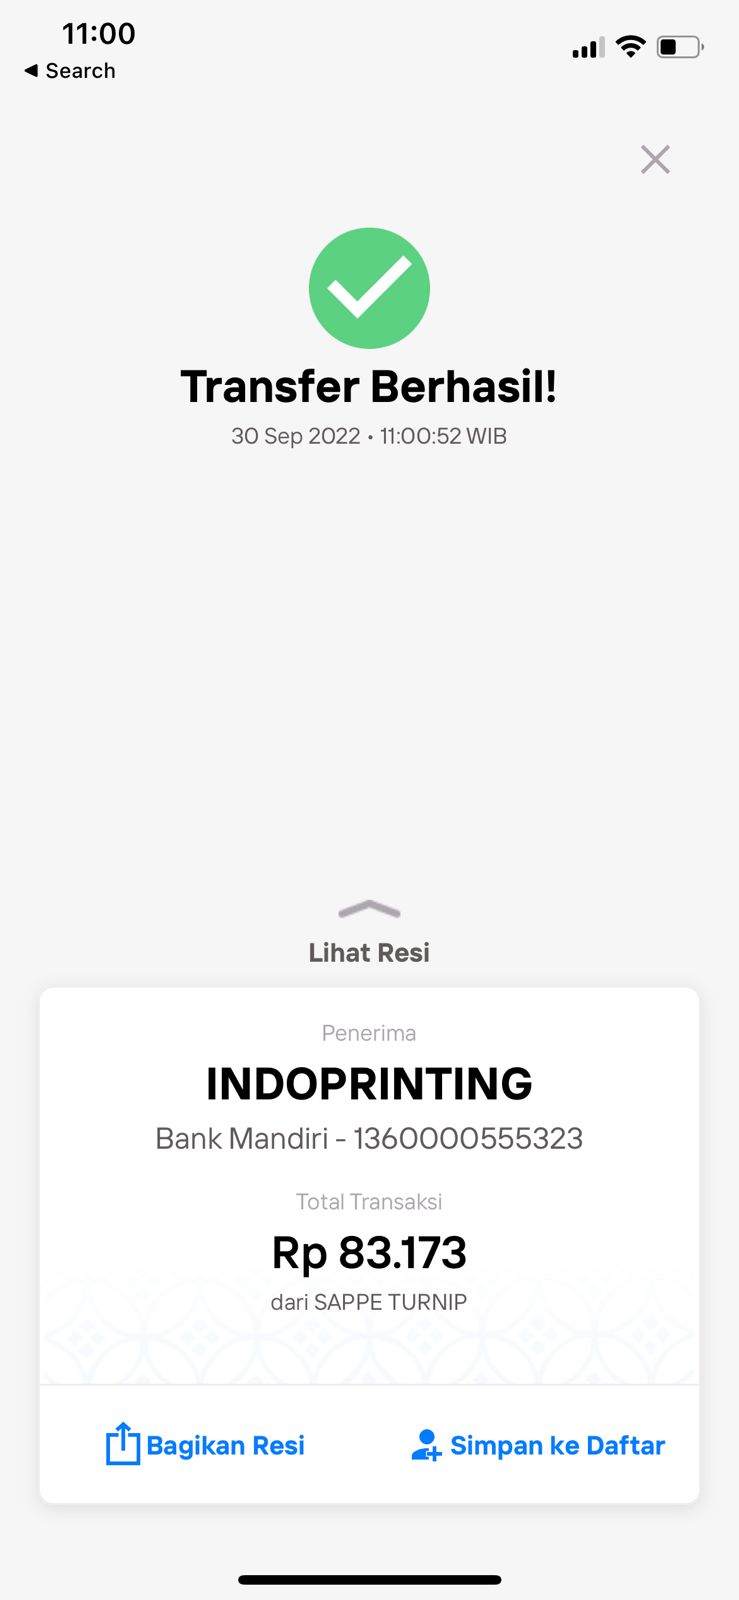 11:00
◀ Search
Transfer Berhasil!
30 Sep 2022 • 11:00:52 WIB
Lihat Resi
Penerima
INDOPRINTING
Bank Mandiri - 1360000555323
Total Transaksi
Rp 83.173
dari SAPPE TURNIP
Bagikan Resi
Simpan ke Daftar